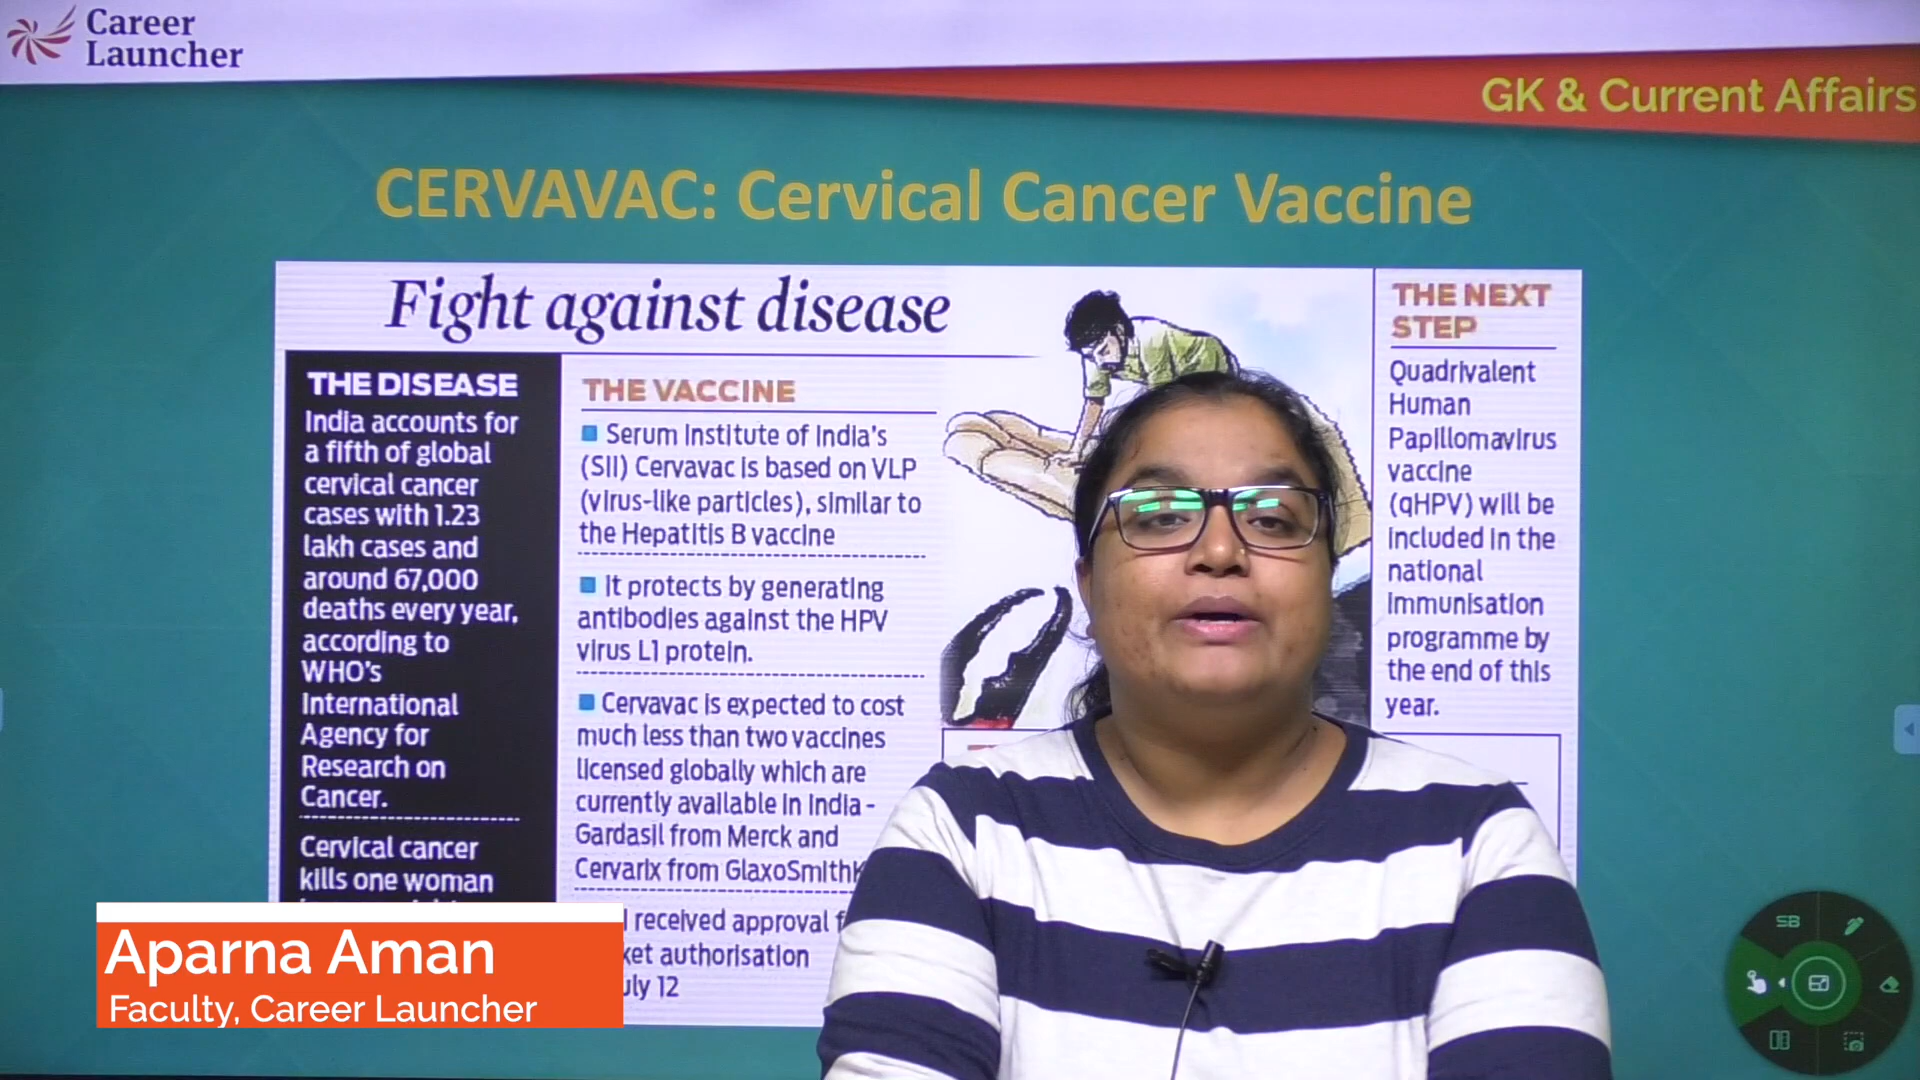 Career
Launcher
GK & Current Affairs
CERVAVAC: Cervical Cancer Vaccine
Fight against disease
THE DISEASE
India accounts for
a fifth of global
cervical cancer
cases with 1.23
lakh cases and
around 67,000
deaths every year,
according to
WHO's
International
Agency for
Research on
Cancer.
Cervical cancer
kills one woman
THE VACCINE
Serum Institute of India's
(SII) Cervavac is based on VLP
(virus-like particles), similar to
the Hepatitis B vaccine
It protects by generating
antibodies against the HPV
virus L1 protein.
Cervavac is expected to cost
much less than two vaccines
licensed globally which are
currently available in India -
Gardasil from Merck and
Cervarix from GlaxoSmithK
received approval
authorisation
12
THE NEXT
STEP
Quadrivalent
Human
Papillomavirus
vaccine
(qHPV) will be
included in the
national
immunisation
programme by
the end of this
year.
Aparna Aman
Faculty, Career Launcher
SB